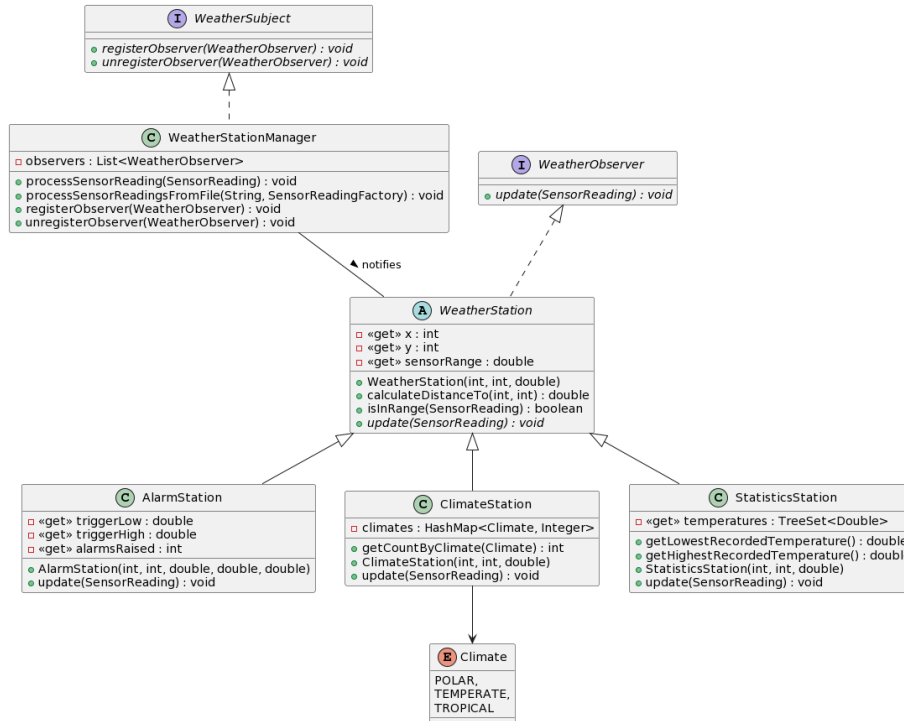 I WeatherSubject
registerObserver(WeatherObserver) : void
unregisterObserver(WeatherObserver) : void
C WeatherStationManager
observers : List<WeatherObserver>
processSensorReading(SensorReading) : void
processSensorReadingsFromFile(String, SensorReadingFactory) : void
registerObserver(WeatherObserver) : void
unregisterObserver(WeatherObserver) : void
I WeatherObserver
update(SensorReading) : void
notifies
A WeatherStation
«get» x : int
«get» y : int
«get» sensorRange : double
WeatherStation(int, int, double)
calculateDistanceTo(int, int) : double
isInRange(SensorReading) : boolean
update(SensorReading) : void
C AlarmStation
«get» triggerLow : double
«get» triggerHigh : double
«get» alarmsRaised : int
AlarmStation(int, int, double, double, double)
update(SensorReading) : void
C ClimateStation
climates : HashMap<Climate, Integer>
getCountByClimate(Climate) : int
ClimateStation(int, int, double)
update(SensorReading) : void
C StatisticsStation
«get» temperatures : TreeSet<Double>
getLowestRecordedTemperature() : double
getHighestRecordedTemperature() : double
StatisticsStation(int, int, double)
update(SensorReading) : void
E Climate
POLAR,
TEMPERATE,
TROPICAL